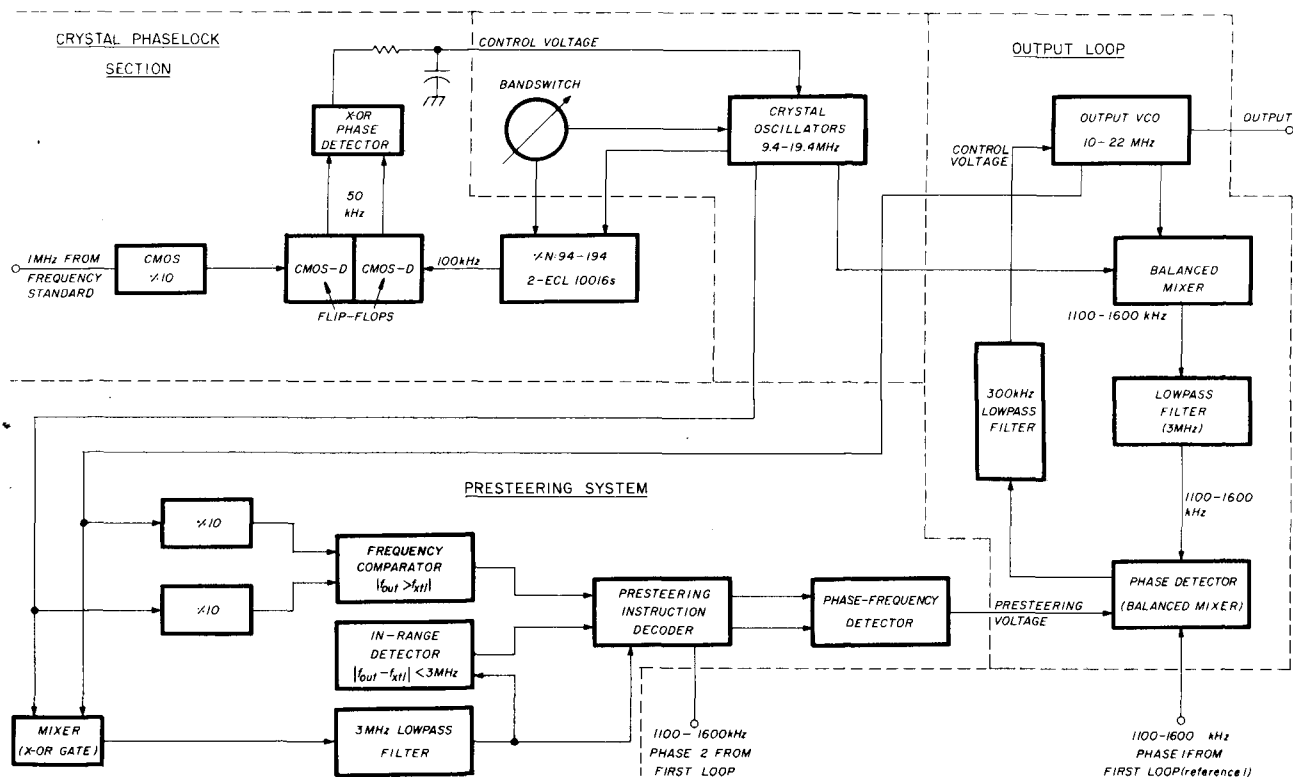 CRYSTAL PHASELOCK
SECTION
CONTROL VOLTAGE
BANDSWITCH
X-OR
PHASE
DETECTOR
CRYSTAL
OSCILLATORS
9.4-19.4MHz
50
kHz
1MHz FROM
FREQUENCY
STANDARD
CMOS
%10
CMOS-D
CMOS-D
FLIP-FLOPS
100kHz
%N:94-194
2-ECL 10016s
OUTPUT LOOP
OUTPUT VCO
10-22 MHz
OUTPUT
CONTROL
VOLTAGE
BALANCED
MIXER
1100-1600 kHz
300kHz
LOWPASS
FILTER
LOWPASS
FILTER
(3MHz)
1100-1600
kHz
PHASE DETECTOR
(BALANCED MIXER)
1100-1600 kHz
PHASE 1 FROM
FIRST LOOP(reference 1)
PRESTEERING SYSTEM
%10
%10
FREQUENCY
COMPARATOR
|fout>fxtl|
IN-RANGE
DETECTOR
|fout-fxtl|<3MHz
MIXER
(X-OR GATE)
3MHz LOWPASS
FILTER
PRESTEERING
INSTRUCTION
DECODER
PHASE-FREQUENCY
DETECTOR
PRESTEERING
VOLTAGE
1100-1600kHz
PHASE 2 FROM
FIRST LOOP